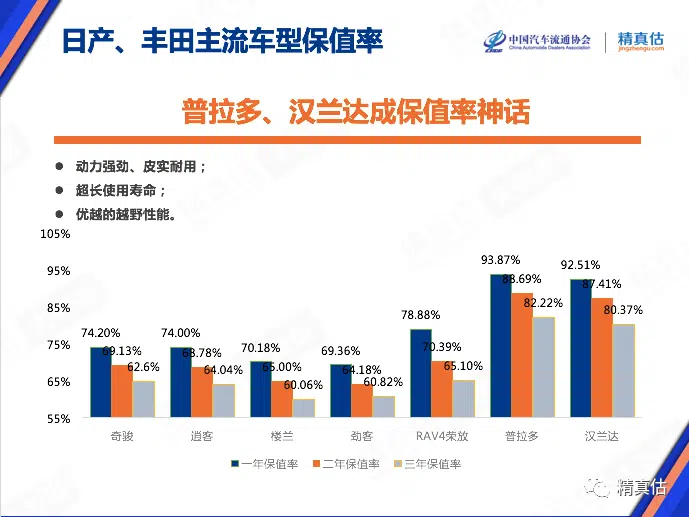 日产、丰田主流车型保值率
中国汽车流通协会
China Automobile Dealers Association
精真估
jingzhengu.com
普拉多、汉兰达成保值率神话
● 动力强劲、皮实耐用；
● 超长使用寿命；
● 优越的越野性能。
105%
95%
85%
75%
65%
55%
74.20% 69.13% 62.6%
74.00% 68.78% 64.04%
70.18% 65.00% 60.06%
69.36% 64.18% 60.82%
78.88% 70.39% 65.10%
93.87% 88.69% 82.22%
92.51% 87.41% 80.37%
奇骏 逍客 楼兰 劲客 RAV4荣放 普拉多 汉兰达
一年保值率 二年保值率 三年保值率
精真估